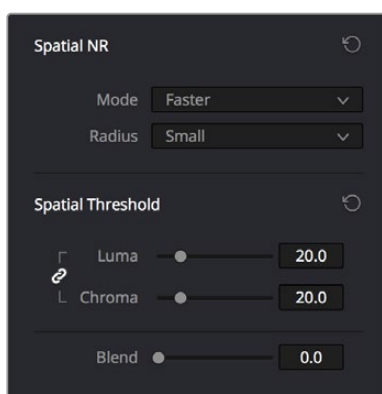 Spatial NR
Mode Faster
Radius Small
Spatial Threshold
Luma 20.0
Chroma 20.0
Blend 0.0